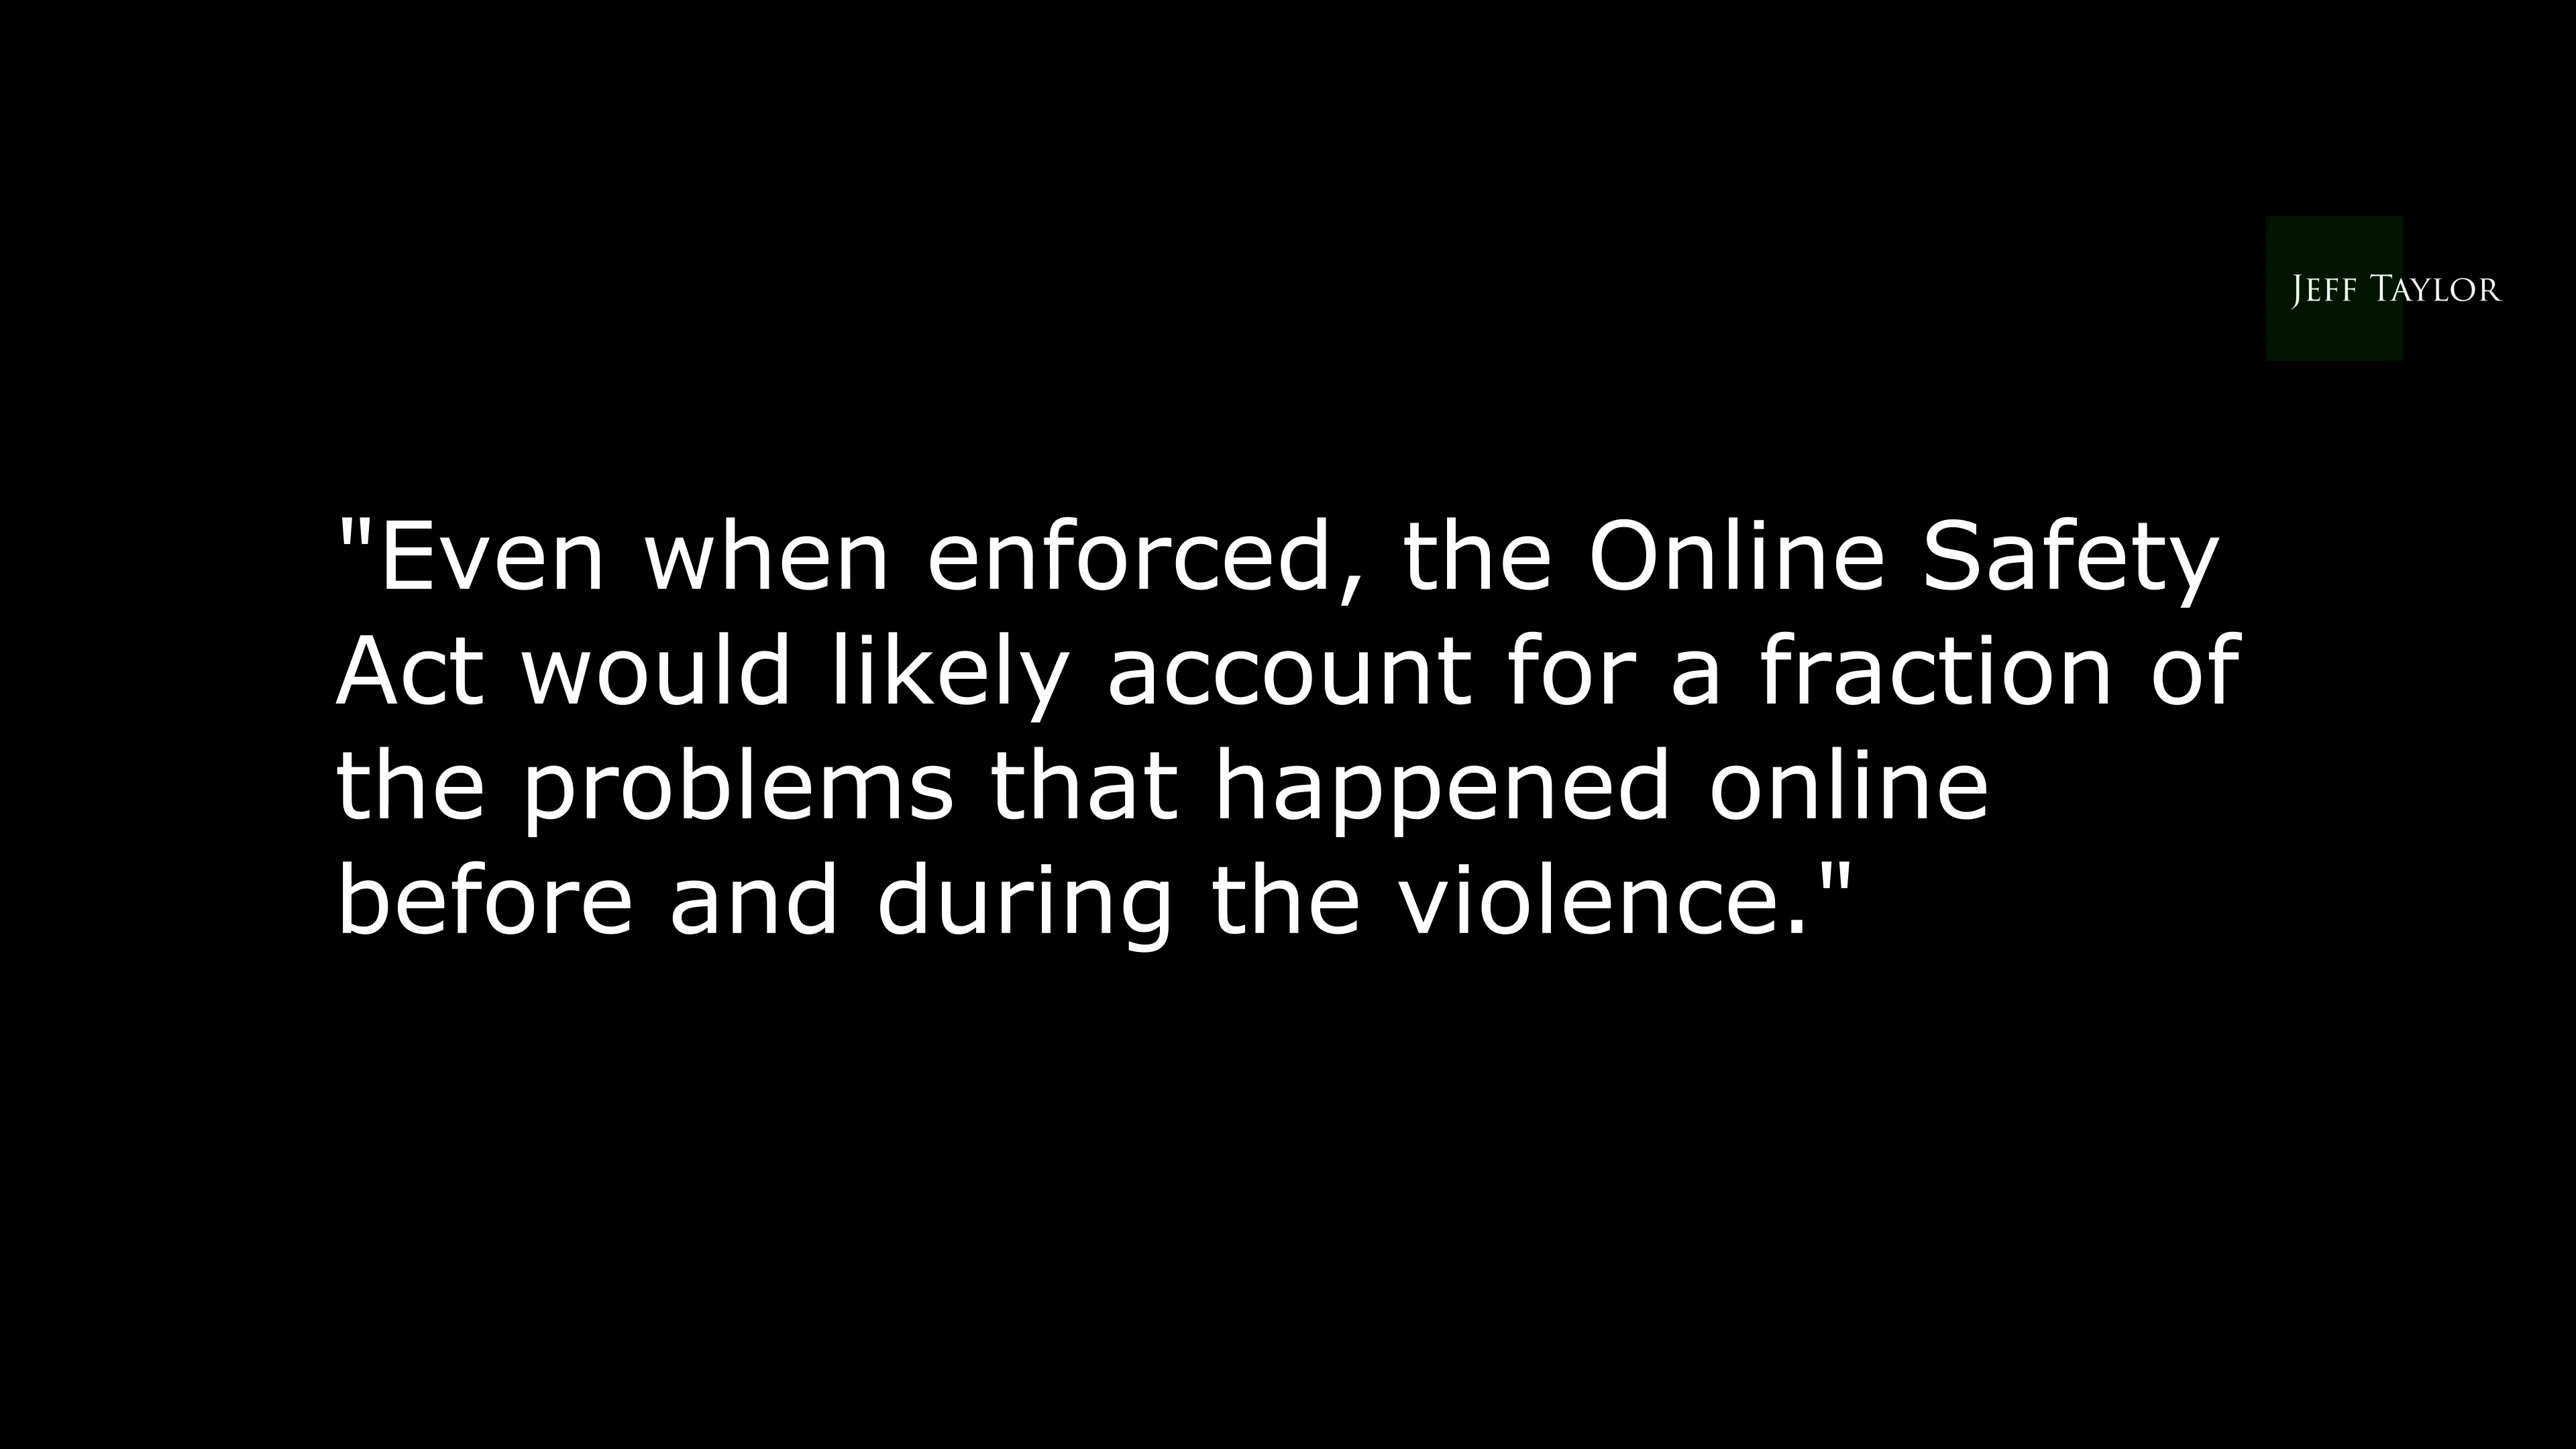 Jeff Taylor
"Even when enforced, the Online Safety
Act would likely account for a fraction of
the problems that happened online
before and during the violence."